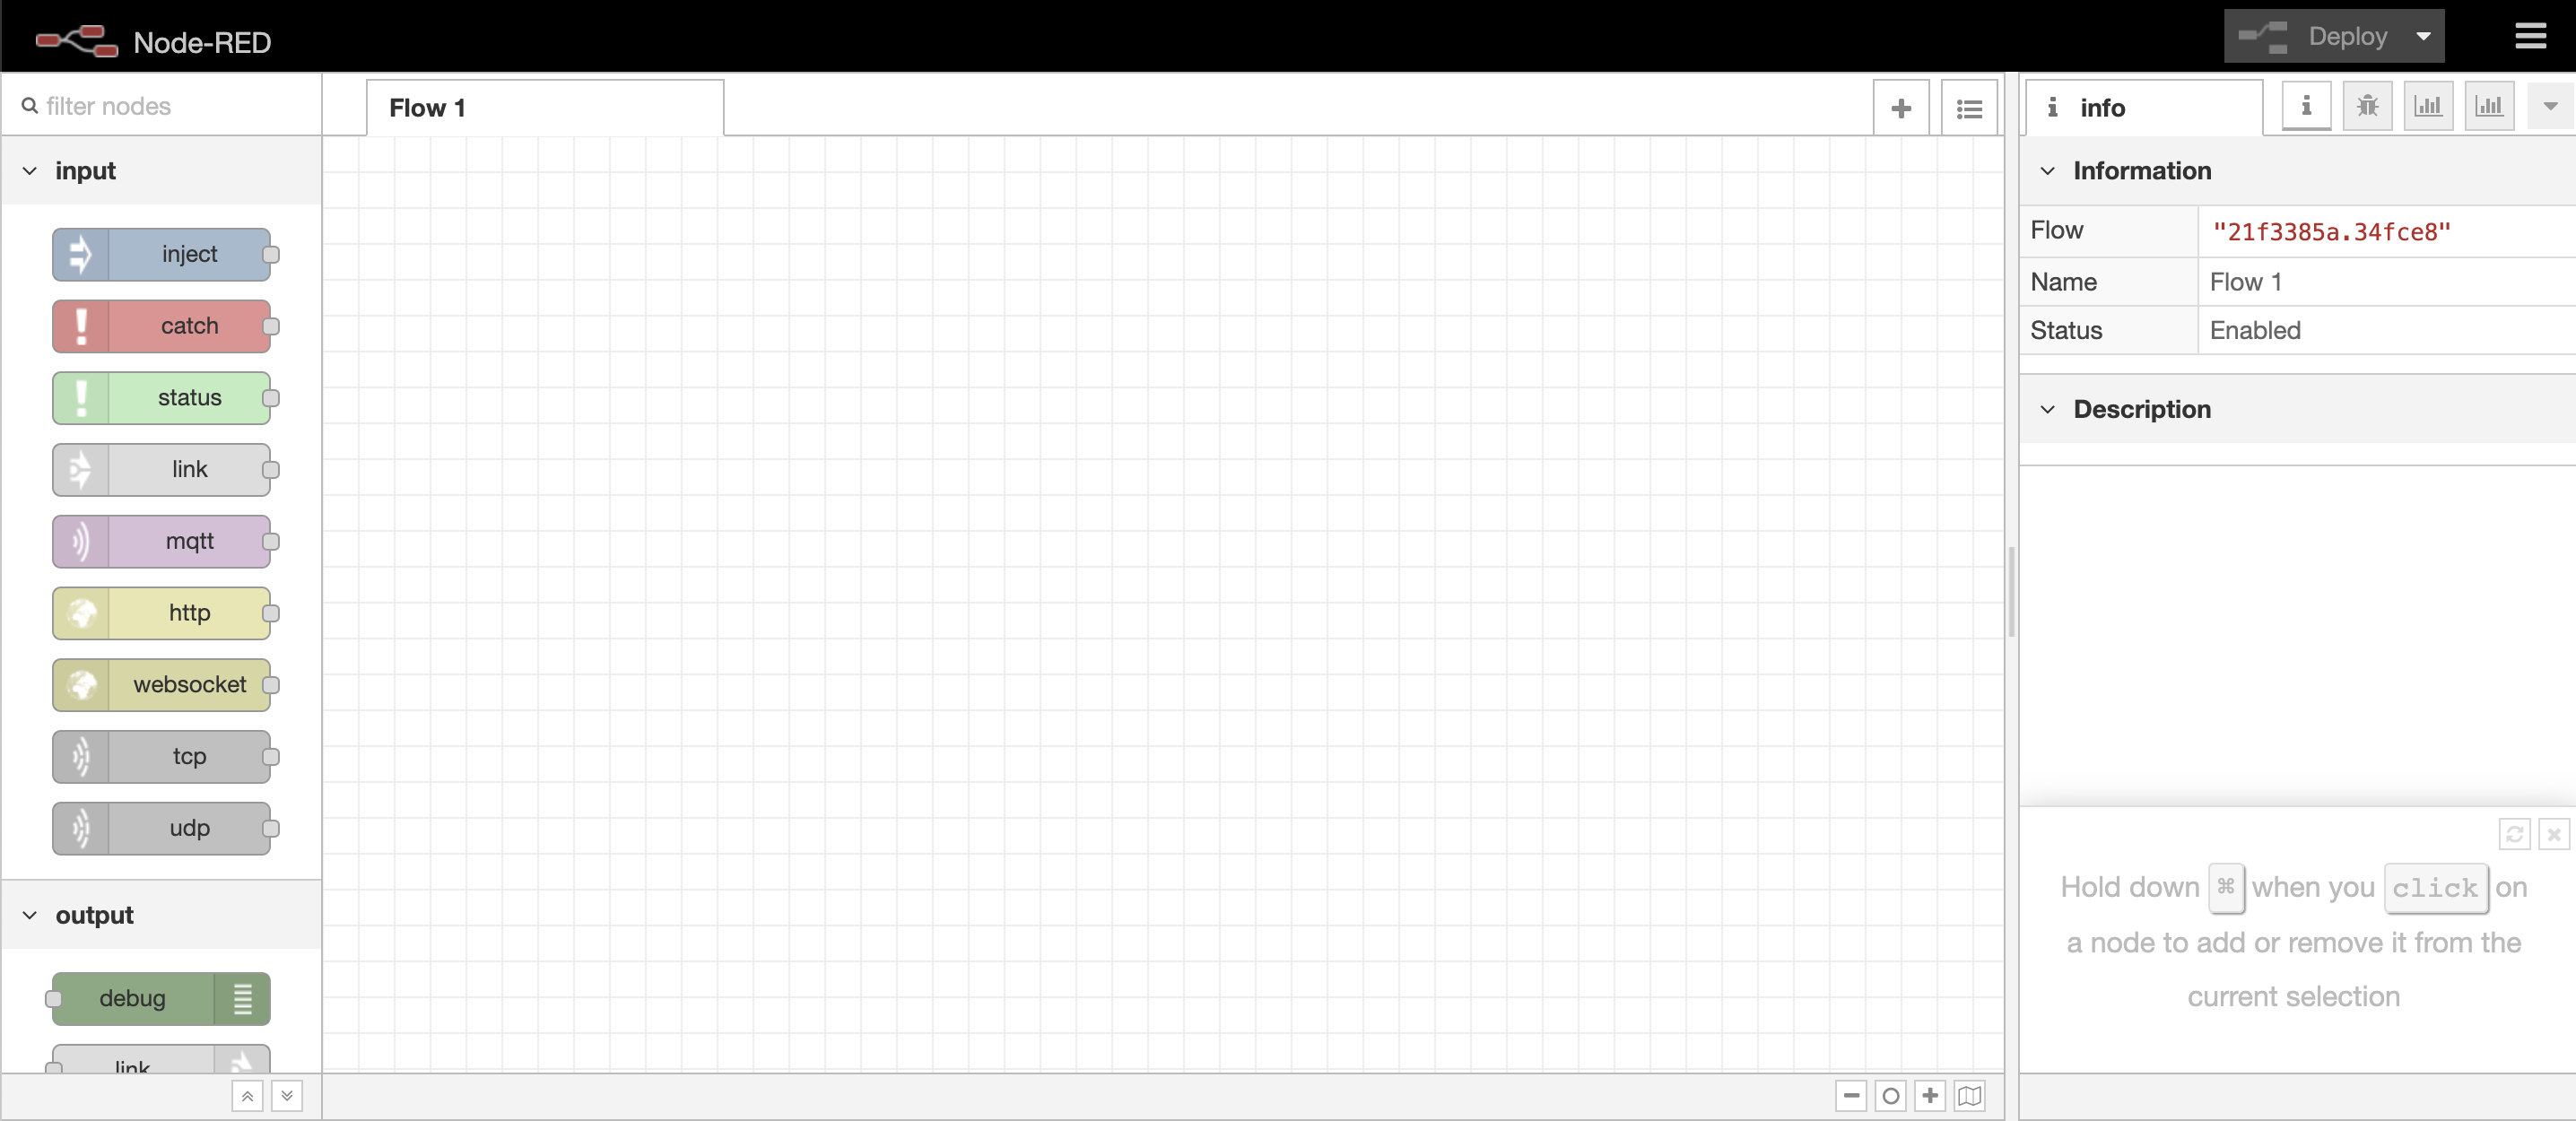 Node-RED
Deploy
filter nodes
Flow 1
info
input
inject
catch
status
link
mqtt
http
websocket
tcp
udp
output
debug
link
Information
Flow "21f3385a.34fce8"
Name Flow 1
Status Enabled
Description
Hold down ⌘ when you click on
a node to add or remove it from the
current selection